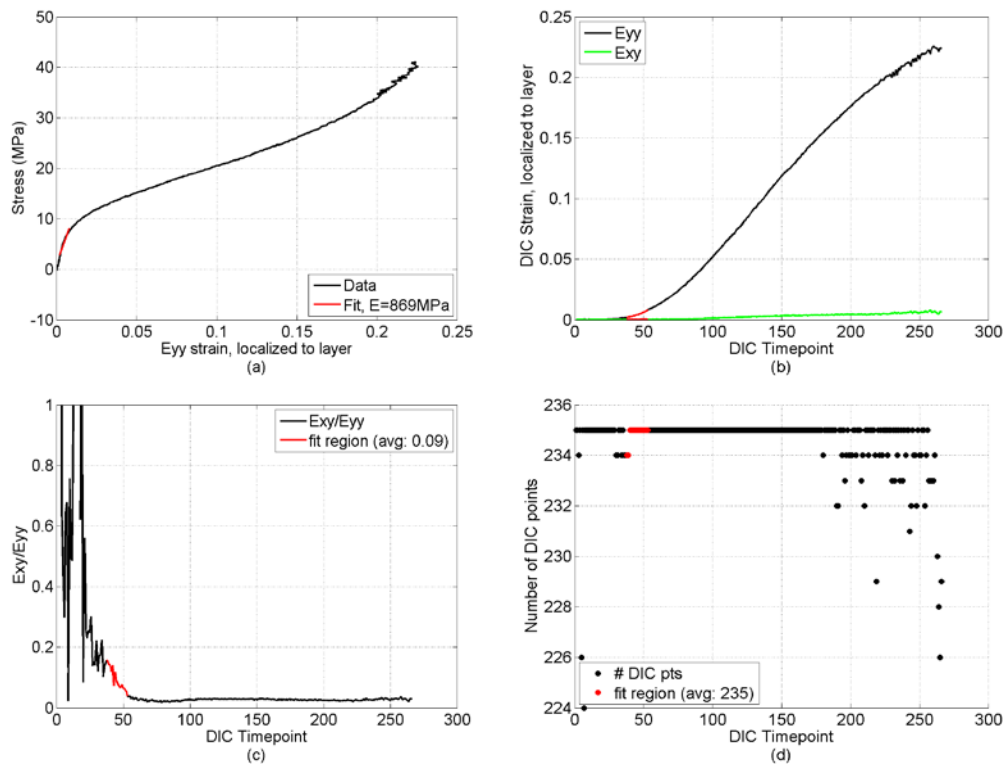 50
40
30
20
10
0
-10
Stress (MPa)
Data
Fit, E=869MPa
0 0.05 0.1 0.15 0.2 0.25
Eyy strain, localized to layer
(a)
Eyy
Exy
0.25
0.2
0.15
0.1
0.05
0
DIC Strain, localized to layer
0 50 100 150 200 250 300
DIC Timepoint
(b)
Exy/Eyy
fit region (avg: 0.09)
1
0.8
0.6
0.4
0.2
0
Exy/Eyy
0 50 100 150 200 250 300
DIC Timepoint
(c)
236
234
232
230
228
226
224
Number of DIC points
# DIC pts
fit region (avg: 235)
0 50 100 150 200 250 300
DIC Timepoint
(d)